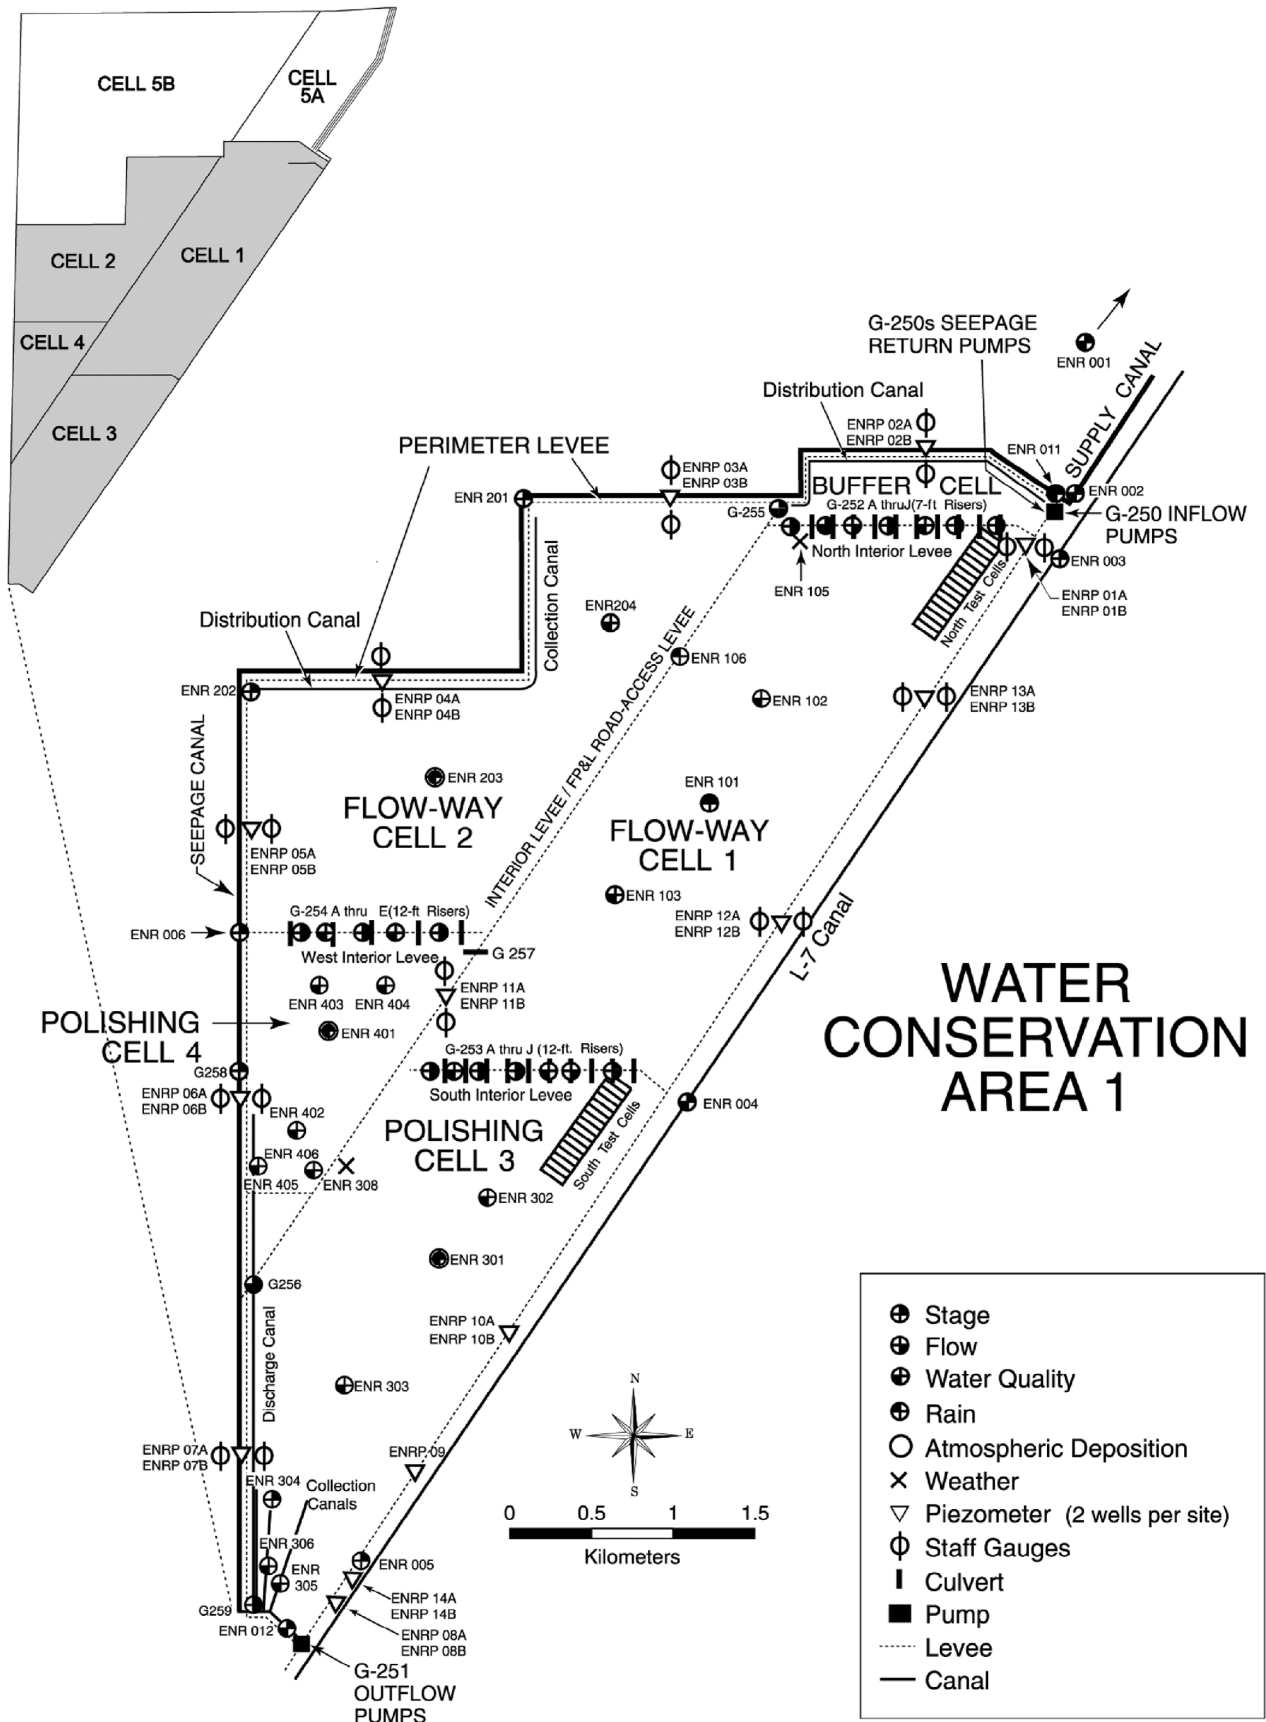 CELL 5B
CELL
5A
CELL 2
CELL 1
CELL 4
CELL 3
G-250s SEEPAGE
RETURN PUMPS
ENR 001
SUPPLY CANAL
Distribution Canal
ENRP 02A
ENRP 02B
PERIMETER LEVEE
ENRP 03A
ENRP 03B
ENR 011
ENR 201
BUFFER CELL
ENR 002
G-255
G-252 A thruJ(7-ft Risers)
G-250 INFLOW
PUMPS
North Interior Levee
ENR 003
ENR 105
North Test Cells
ENRP 01A
ENRP 01B
Collection Canal
ENR204
Distribution Canal
ENR 106
INTERIOR LEVEE / FP&L ROAD-ACCESS LEVEE
ENR 202
ENRP 04A
ENRP 04B
ENR 102
ENRP 13A
ENRP 13B
SEEPAGE CANAL
ENR 203
ENR 101
FLOW-WAY
CELL 2
FLOW-WAY
CELL 1
ENRP 05A
ENRP 05B
ENR 103
G-254 A thru E(12-ft Risers)
ENRP 12A
ENRP 12B
L-7 Canal
ENR 006
West Interior Levee
G 257
WATER
CONSERVATION
AREA 1
ENR 403
ENR 404
ENRP 11A
ENRP 11B
POLISHING
CELL 4
ENR 401
G-253 A thru J (12-ft. Risers)
G258
South Interior Levee
ENRP 06A
ENRP 06B
ENR 402
ENR 004
POLISHING
CELL 3
South Test Cells
ENR 406
ENR 405
ENR 308
ENR 302
ENR 301
G256
ENRP 10A
ENRP 10B
Discharge Canal
ENR 303
N
W
E
S
ENRP 09
ENRP 07A
ENRP 07B
ENR 304
Collection
Canals
0 0.5 1 1.5
Kilometers
ENR 306
ENR
305
ENR 005
ENRP 14A
ENRP 14B
G259
ENR 012
ENRP 08A
ENRP 08B
G-251
OUTFLOW
PUMPS
Stage
Flow
Water Quality
Rain
Atmospheric Deposition
Weather
Piezometer (2 wells per site)
Staff Gauges
Culvert
Pump
Levee
Canal